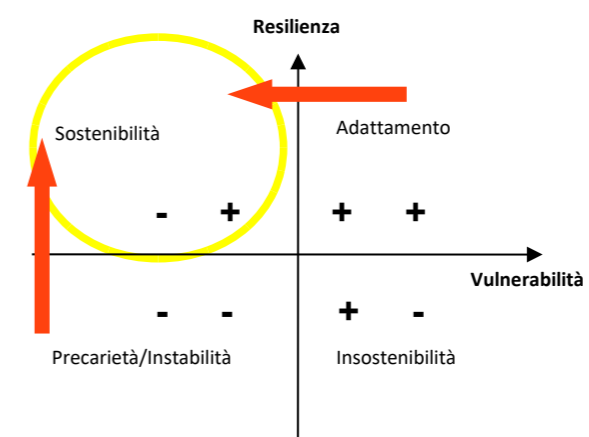 Resilienza
Sostenibilità
Adattamento
- + + +
Vulnerabilità
- - + -
Precarietà/Instabilità
Insostenibilità